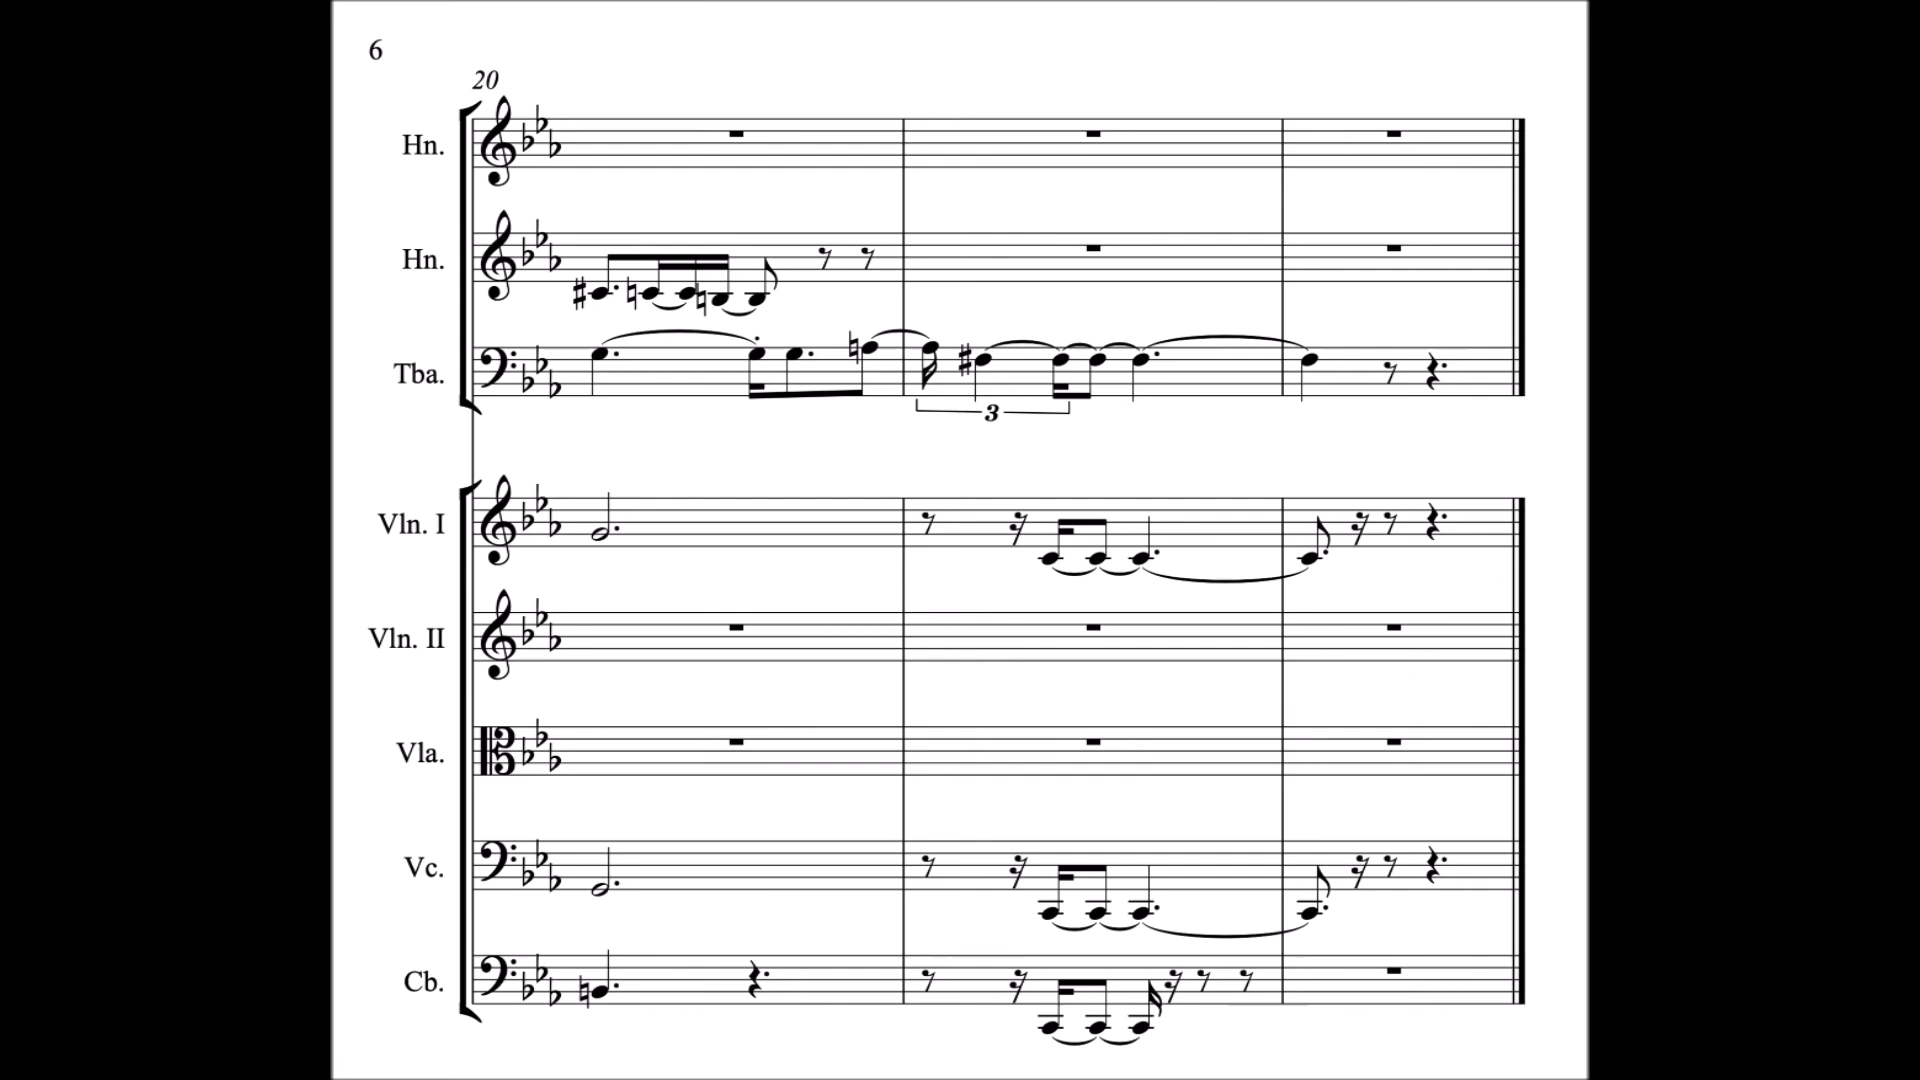 6
20
Hn.
Hn.
Tba.
3
Vln. I
Vln. II
Vla.
Vc.
Cb.